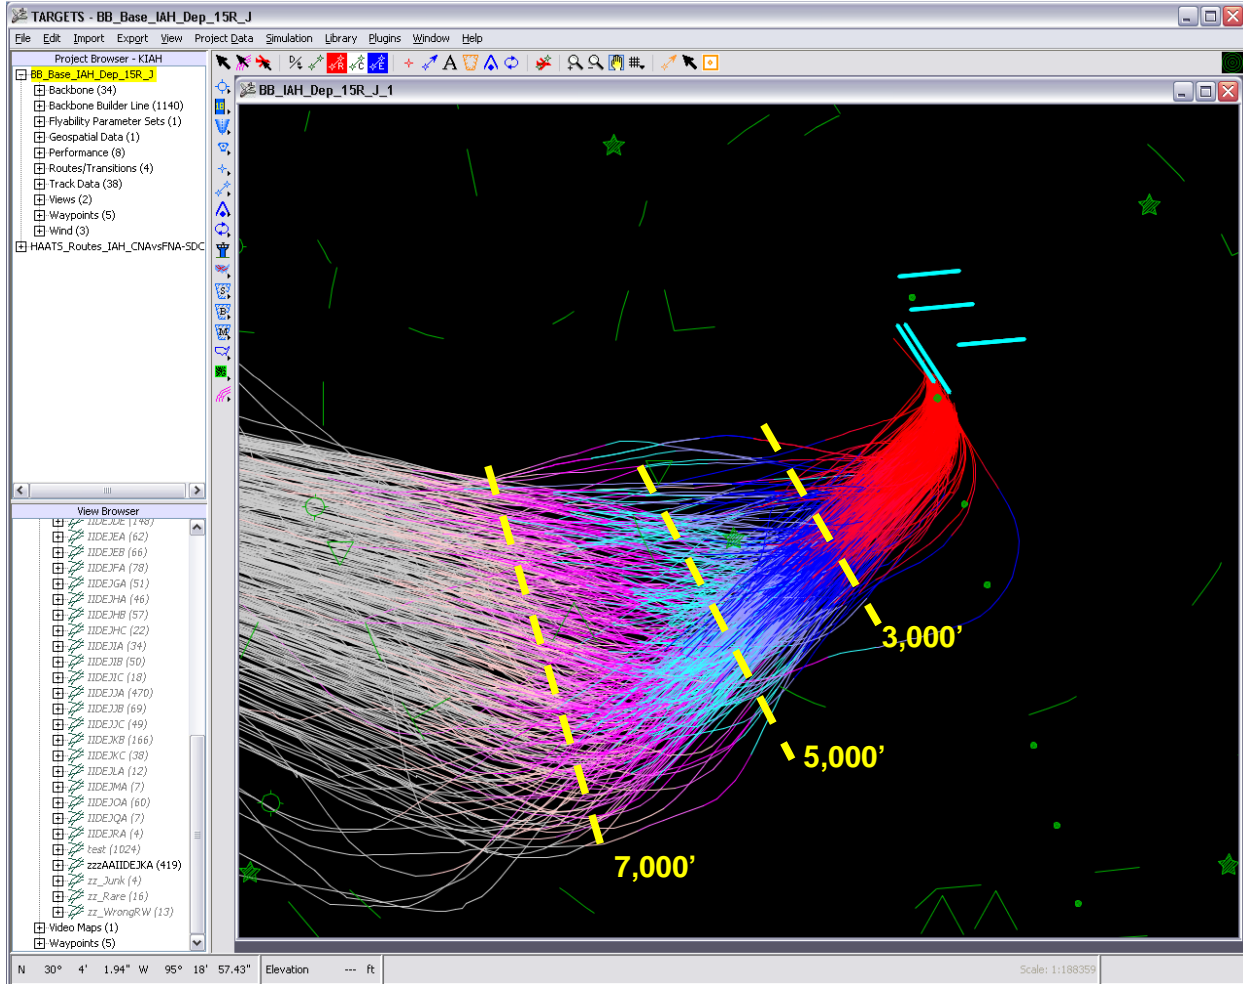 TARGETS - BB_Base_IAH_Dep_15R_J
File Edit Import Export View Project Data Simulation Library Plugins Window Help
Project Browser - KIAH
BB_Base_IAH_Dep_15R_J
Backbone (34)
Backbone Builder Line (1140)
Flyability Parameter Sets (1)
Geospatial Data (1)
Performance (8)
Routes/Transitions (4)
Track Data (38)
Views (2)
Waypoints (5)
Wind (3)
HAATS_Routes_IAH_CNAvsFNA-SDC
View Browser
IIDEJDE (148)
IIDEJEA (62)
IIDEJEB (66)
IIDEJFA (78)
IIDEJGA (51)
IIDEJHA (46)
IIDEJHB (57)
IIDEJHC (22)
IIDEJIA (34)
IIDEJIB (50)
IIDEJIC (18)
IIDEJJA (470)
IIDEJJB (69)
IIDEJJC (49)
IIDEJKB (166)
IIDEJKC (38)
IIDEJLA (12)
IIDEJMA (7)
IIDEJOA (60)
IIDEJQA (7)
IIDEJRA (4)
test (1024)
zzzAAIIDEJKA (419)
zz_Junk (4)
zz_Rare (16)
zz_WrongRW (13)
Video Maps (1)
Waypoints (5)
BB_IAH_Dep_15R_J_1
3,000’
5,000’
7,000’
N 30° 4' 1.94" W 95° 18' 57.43" Elevation --- ft Scale: 1:188359